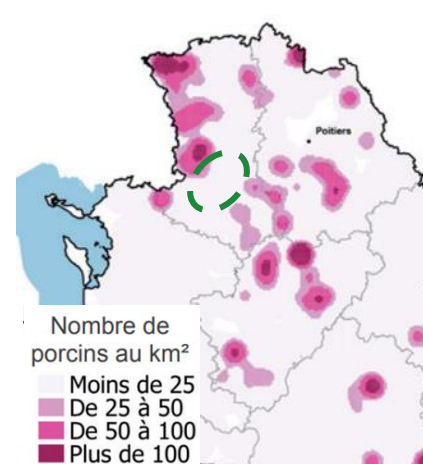 Poitiers
Nombre de
porcins au km²
Moins de 25
De 25 à 50
De 50 à 100
Plus de 100